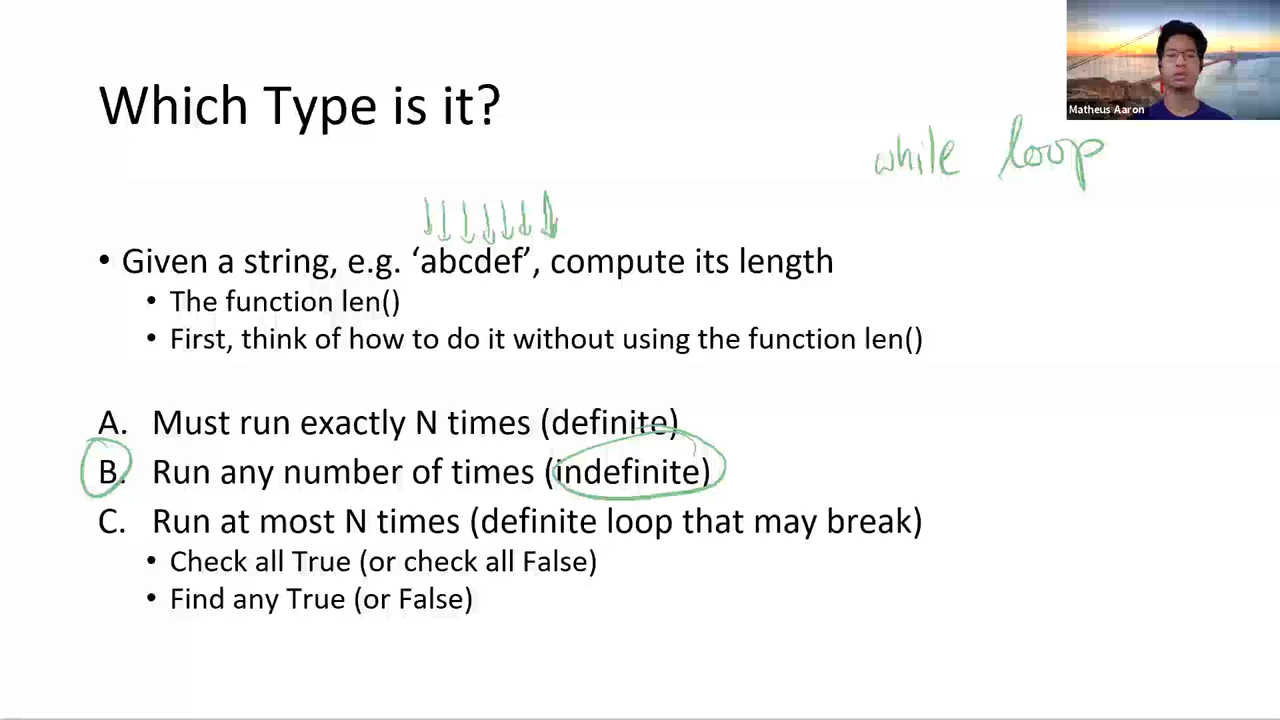 Matheus Aaron
Which Type is it?
while loop
• Given a string, e.g. ‘abcdef’, compute its length
• The function len()
• First, think of how to do it without using the function len()
A. Must run exactly N times (definite)
B. Run any number of times (indefinite)
C. Run at most N times (definite loop that may break)
• Check all True (or check all False)
• Find any True (or False)